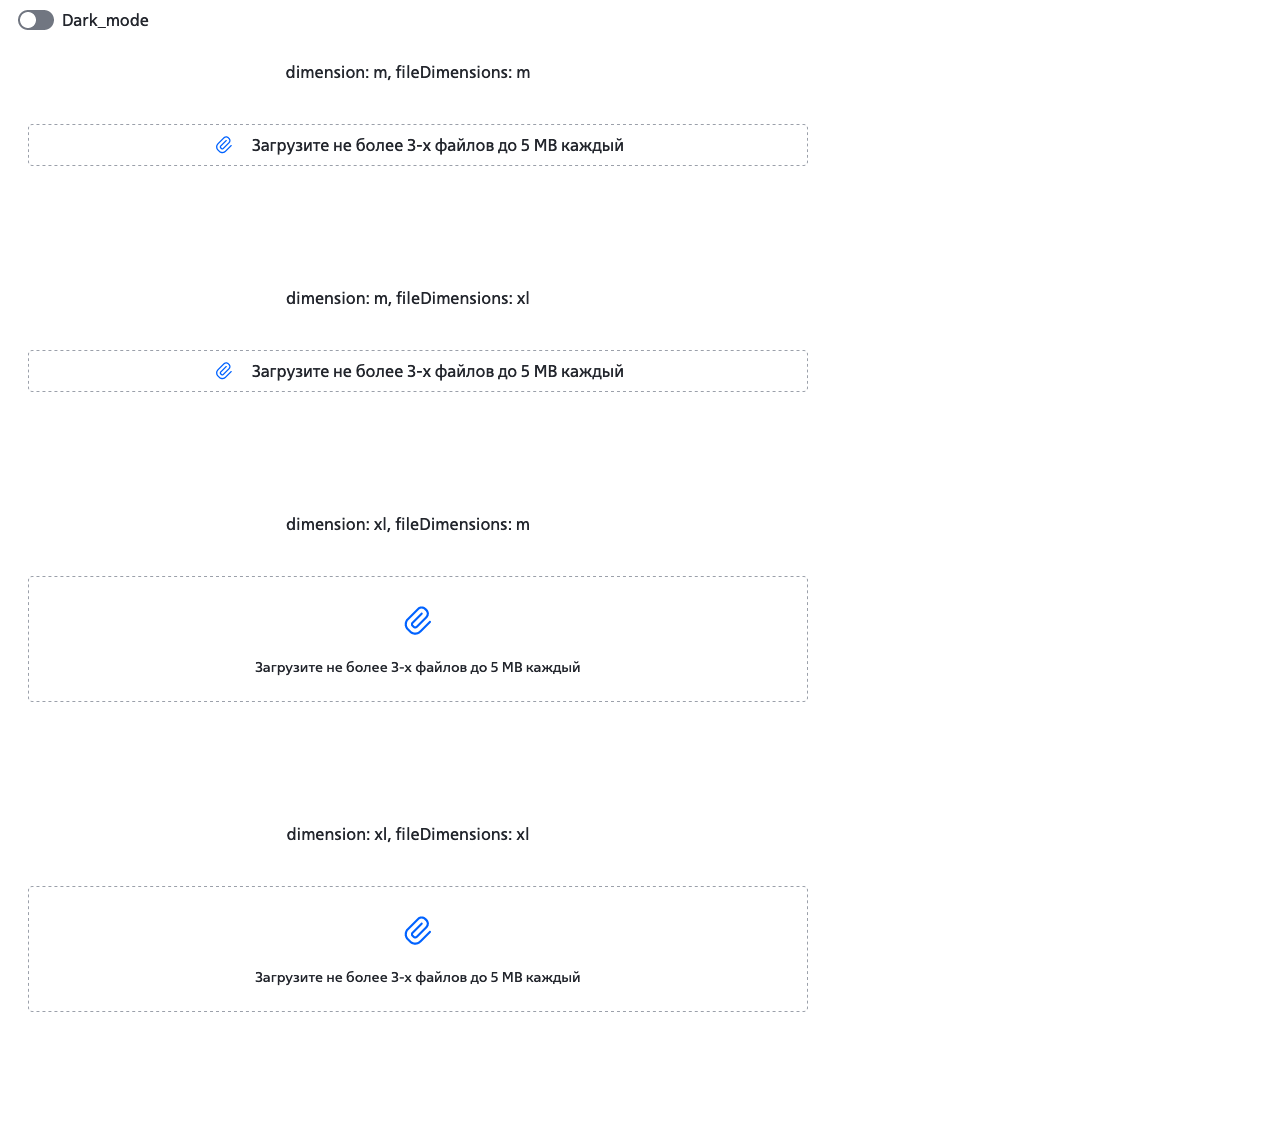 Dark_mode
dimension: m, fileDimensions: m
Загрузите не более 3-х файлов до 5 MB каждый
dimension: m, fileDimensions: xl
Загрузите не более 3-х файлов до 5 MB каждый
dimension: xl, fileDimensions: m
Загрузите не более 3-х файлов до 5 MB каждый
dimension: xl, fileDimensions: xl
Загрузите не более 3-х файлов до 5 MB каждый